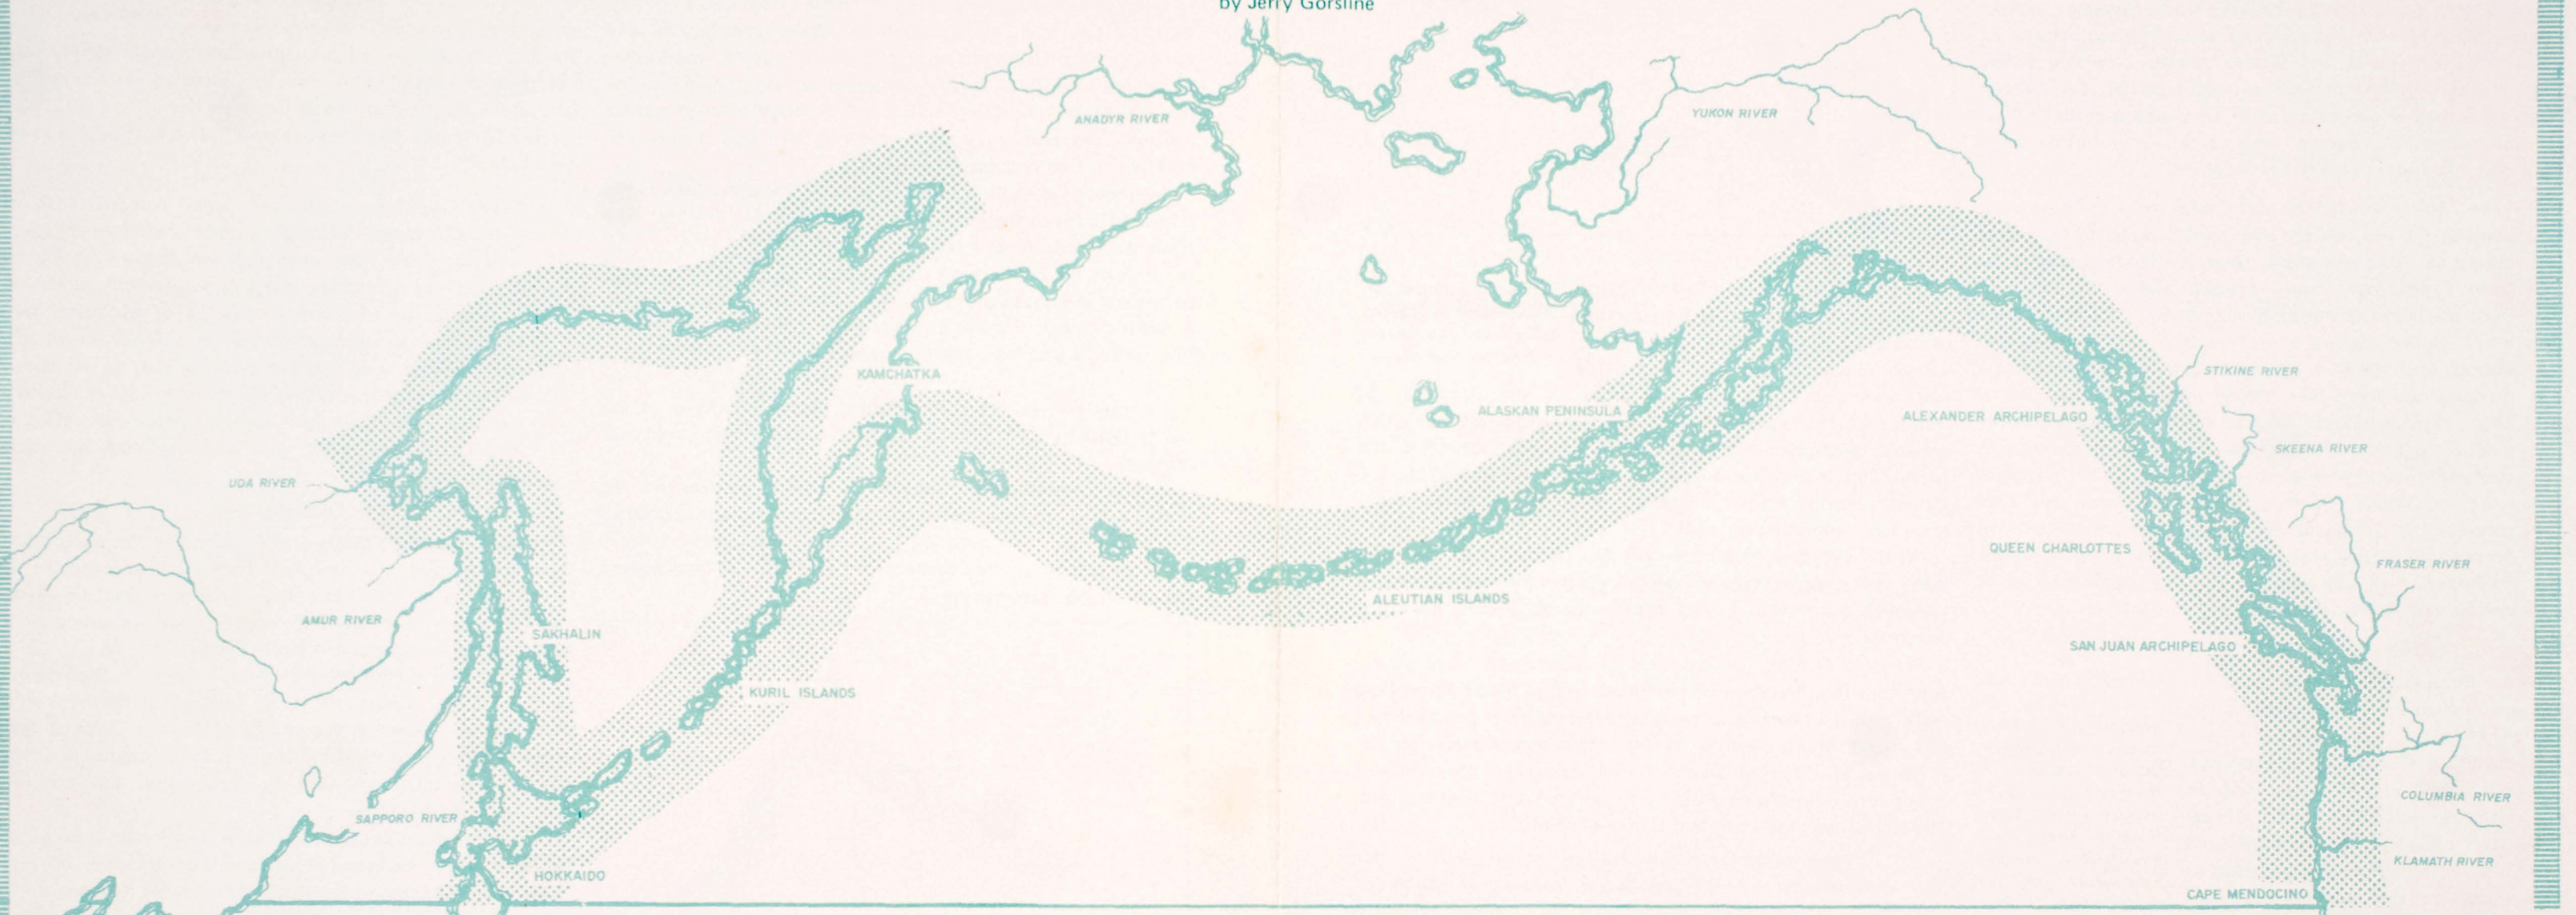 by Jerry Gorsline
ANADYR RIVER
YUKON RIVER
KAMCHATKA
STIKINE RIVER
ALASKAN PENINSULA
ALEXANDER ARCHIPELAGO
SKEENA RIVER
UDA RIVER
QUEEN CHARLOTTES
FRASER RIVER
ALEUTIAN ISLANDS
AMUR RIVER
SAKHALIN
SAN JUAN ARCHIPELAGO
KURIL ISLANDS
COLUMBIA RIVER
SAPPORO RIVER
KLAMATH RIVER
HOKKAIDO
CAPE MENDOCINO